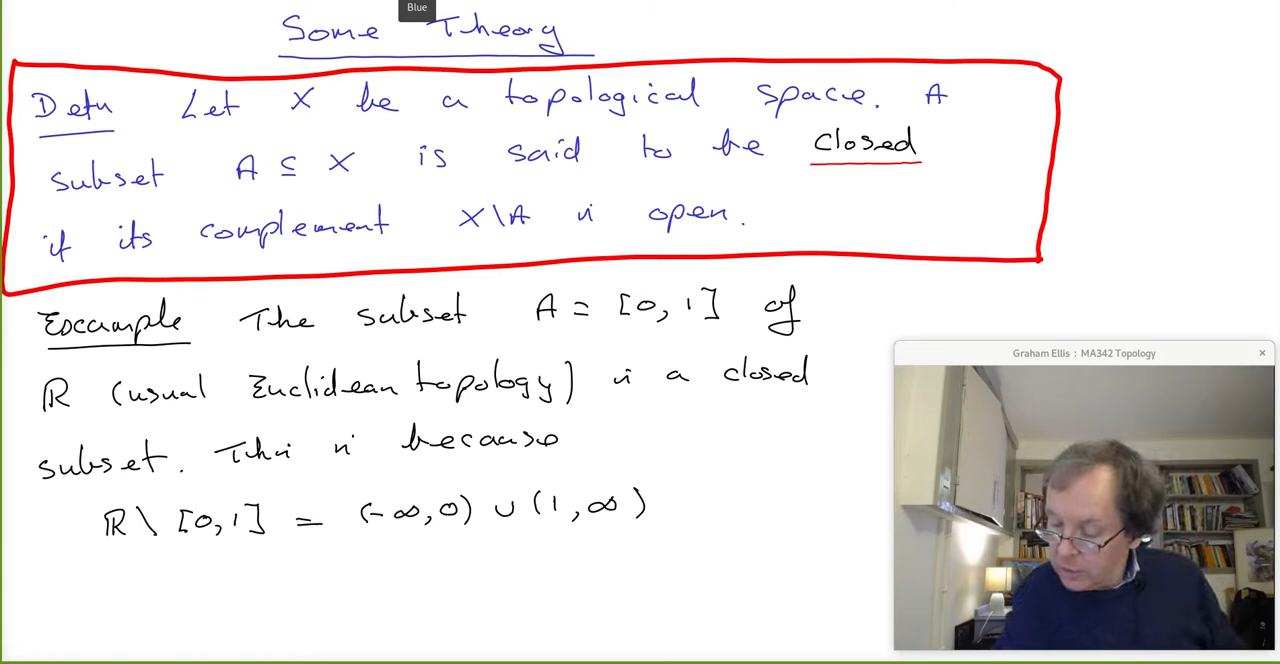 Blue
Some Theory
Defn Let X be a topological space. A
subset A ⊆ X is said to be closed
if its complement X\A is open.
Example The subset A = [0,1] of
ℝ (usual Euclidean topology) is a closed
subset. This is because
ℝ \ [0,1] = (-∞,0) ∪ (1,∞)
Graham Ellis : MA342 Topology